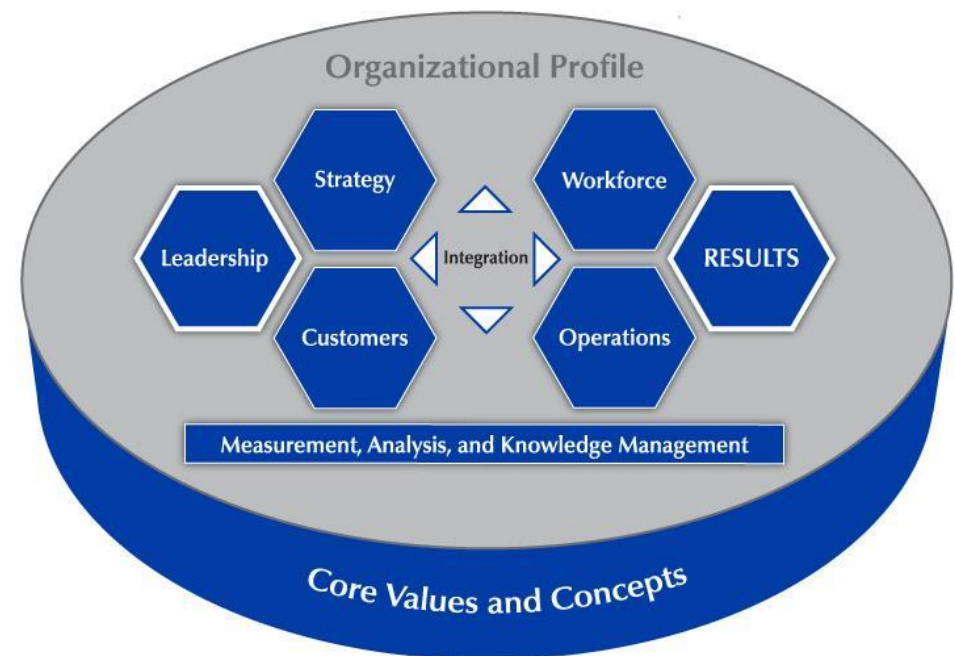 Organizational Profile
Strategy
Workforce
Leadership
Integration
RESULTS
Customers
Operations
Measurement, Analysis, and Knowledge Management
Core Values and Concepts